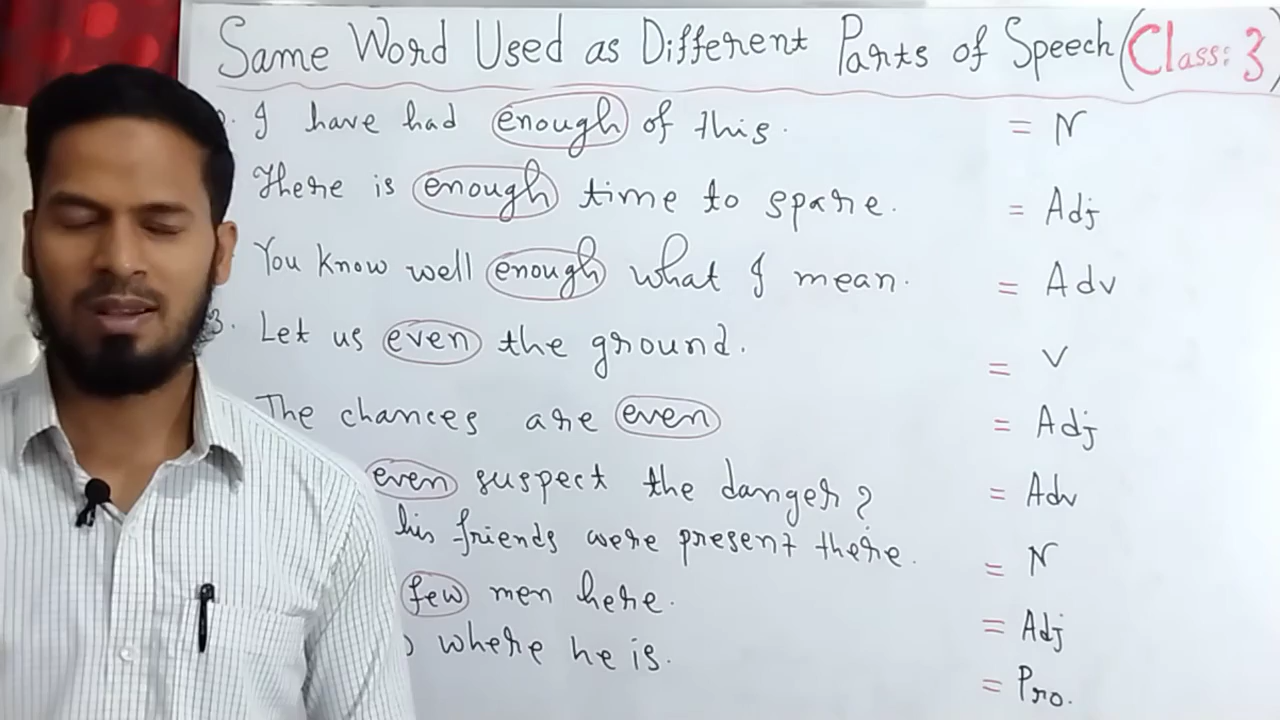 Same Word Used as Different Parts of Speech (Class: 3)
I have had enough of this. = N
There is enough time to spare. = Adj
You know well enough what I mean. = Adv
3. Let us even the ground. = V
The chances are even = Adj
even suspect the danger? = Adv
his friends were present there. = N
few men here. = Adj
where he is. = Pro.